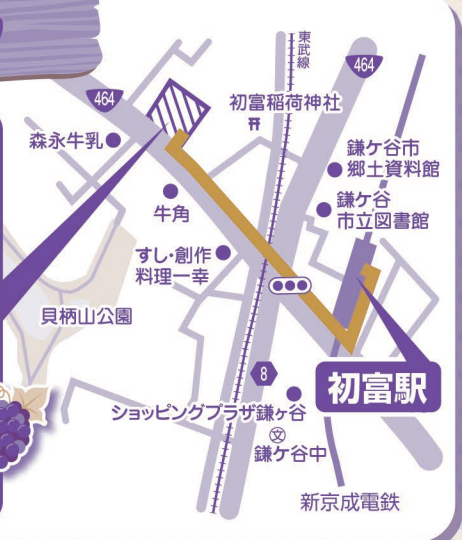 東武線
464
464
初富稲荷神社
森永牛乳
鎌ケ谷市
郷土資料館
牛角
鎌ケ谷
市立図書館
すし・創作
料理一幸
貝柄山公園
8
初富駅
ショッピングプラザ鎌ヶ谷
文
鎌ケ谷中
新京成電鉄